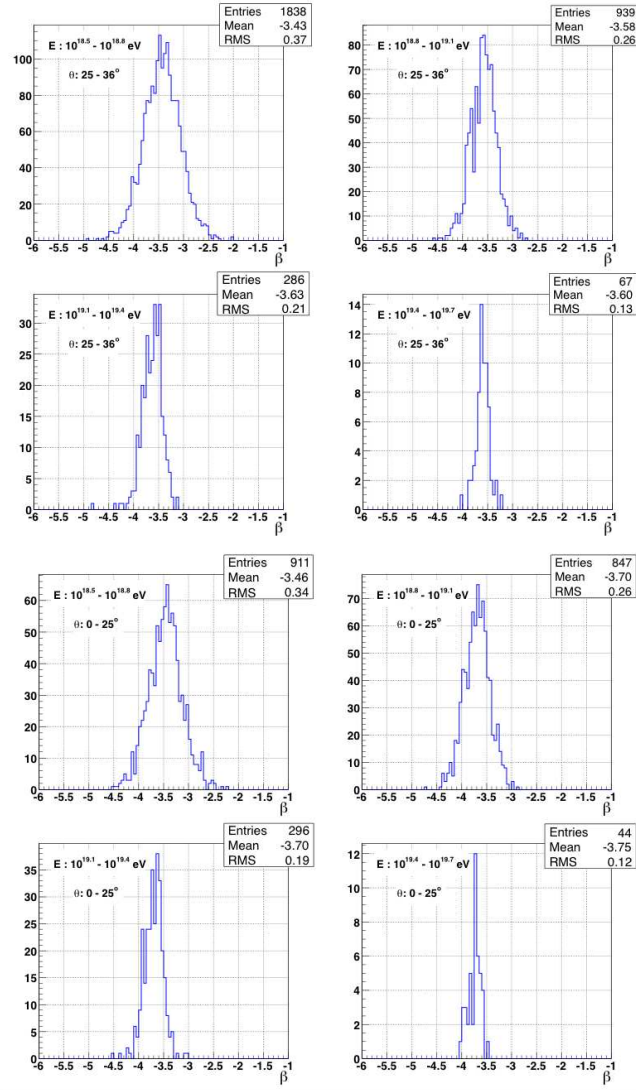 Entries 1838
Mean -3.43
RMS 0.37
E : 10^18.5 - 10^18.8 eV
θ: 25 - 36°
0 20 40 60 80 100
-6 -5.5 -5 -4.5 -4 -3.5 -3 -2.5 -2 -1.5 -1
β
Entries 939
Mean -3.58
RMS 0.26
E : 10^18.8 - 10^19.1 eV
θ: 25 - 36°
0 10 20 30 40 50 60 70 80
-6 -5.5 -5 -4.5 -4 -3.5 -3 -2.5 -2 -1.5 -1
β
Entries 286
Mean -3.63
RMS 0.21
E : 10^19.1 - 10^19.4 eV
θ: 25 - 36°
0 5 10 15 20 25 30
-6 -5.5 -5 -4.5 -4 -3.5 -3 -2.5 -2 -1.5 -1
β
Entries 67
Mean -3.60
RMS 0.13
E : 10^19.4 - 10^19.7 eV
θ: 25 - 36°
0 2 4 6 8 10 12 14
-6 -5.5 -5 -4.5 -4 -3.5 -3 -2.5 -2 -1.5 -1
β
Entries 911
Mean -3.46
RMS 0.34
E : 10^18.5 - 10^18.8 eV
θ: 0 - 25°
0 10 20 30 40 50 60
-6 -5.5 -5 -4.5 -4 -3.5 -3 -2.5 -2 -1.5 -1
β
Entries 847
Mean -3.70
RMS 0.26
E : 10^18.8 - 10^19.1 eV
θ: 0 - 25°
0 10 20 30 40 50 60 70
-6 -5.5 -5 -4.5 -4 -3.5 -3 -2.5 -2 -1.5 -1
β
Entries 296
Mean -3.70
RMS 0.19
E : 10^19.1 - 10^19.4 eV
θ: 0 - 25°
0 5 10 15 20 25 30 35
-6 -5.5 -5 -4.5 -4 -3.5 -3 -2.5 -2 -1.5 -1
β
Entries 44
Mean -3.75
RMS 0.12
E : 10^19.4 - 10^19.7 eV
θ: 0 - 25°
0 2 4 6 8 10 12
-6 -5.5 -5 -4.5 -4 -3.5 -3 -2.5 -2 -1.5 -1
β